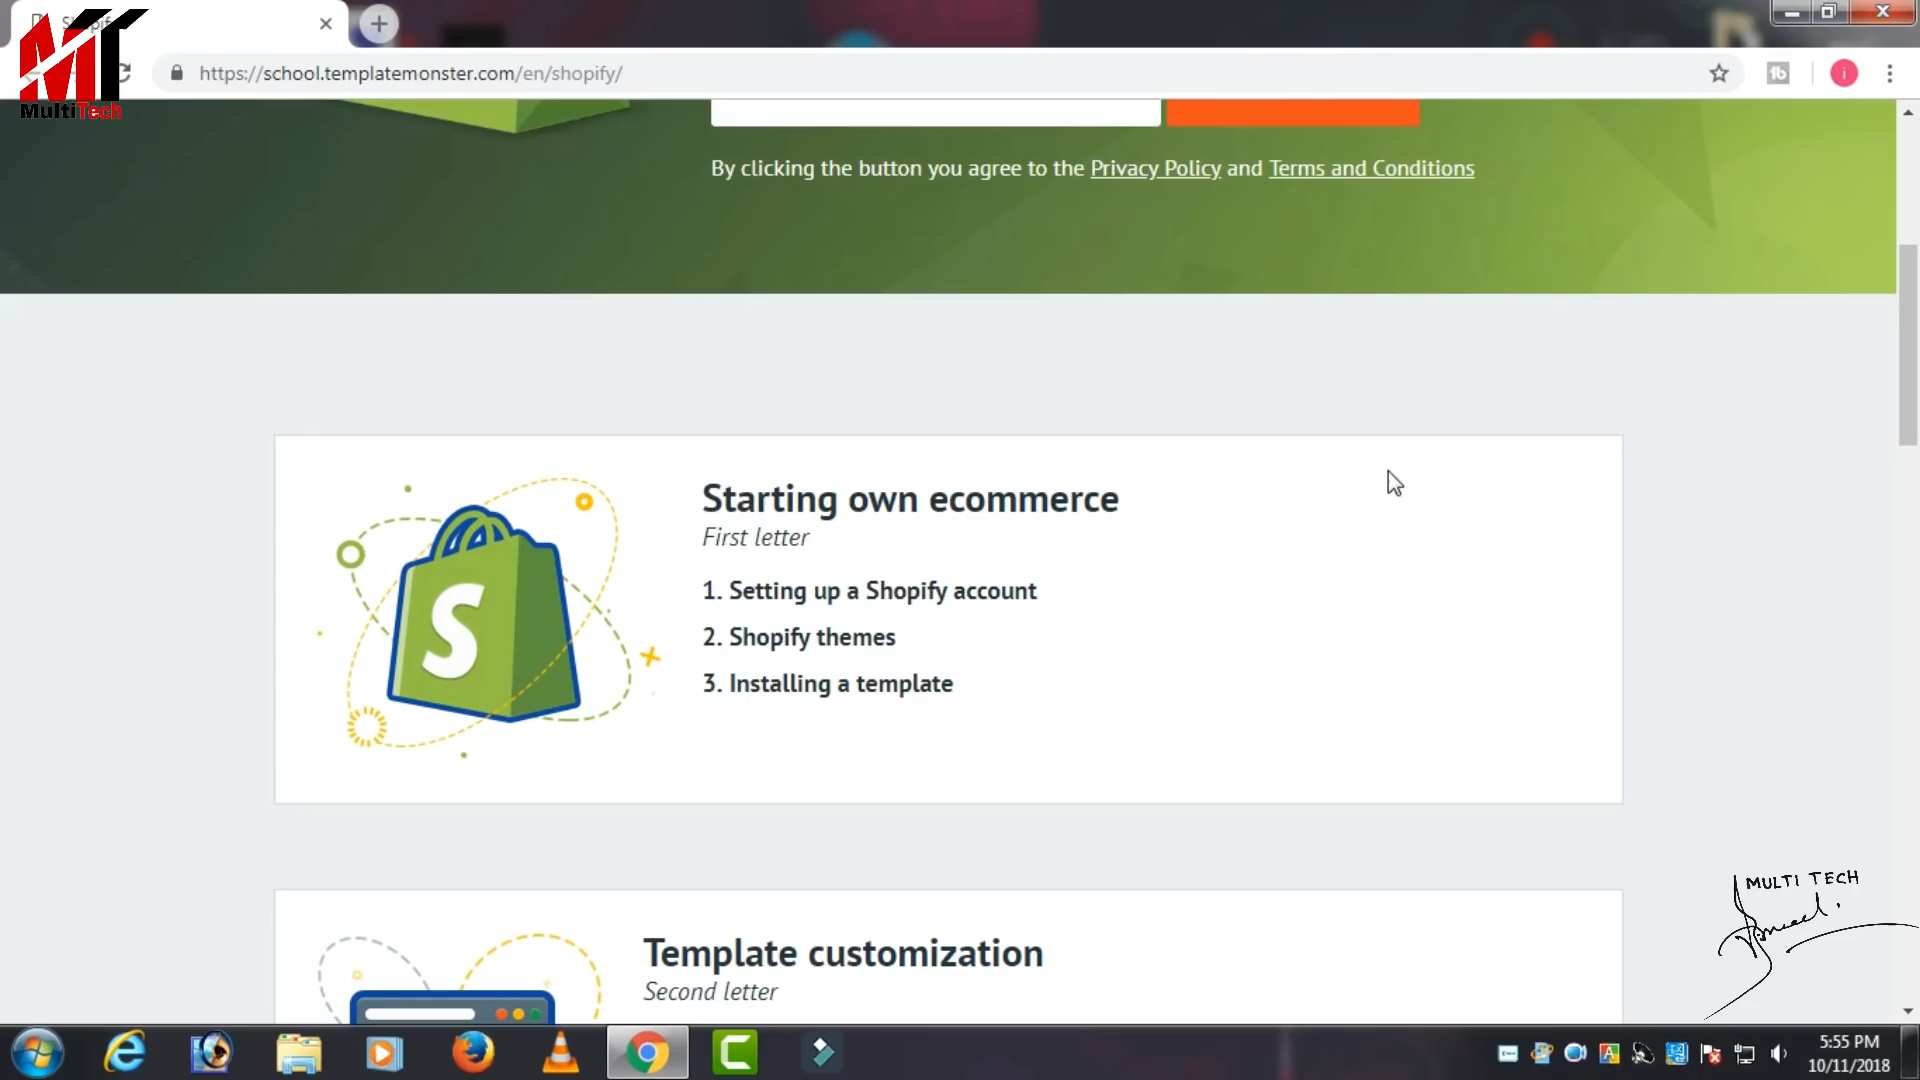 MultiTech
https://school.templatemonster.com/en/shopify/
By clicking the button you agree to the Privacy Policy and Terms and Conditions
S
Starting own ecommerce
First letter
1. Setting up a Shopify account
2. Shopify themes
3. Installing a template
Template customization
Second letter
MULTI TECH
5:55 PM
10/11/2018